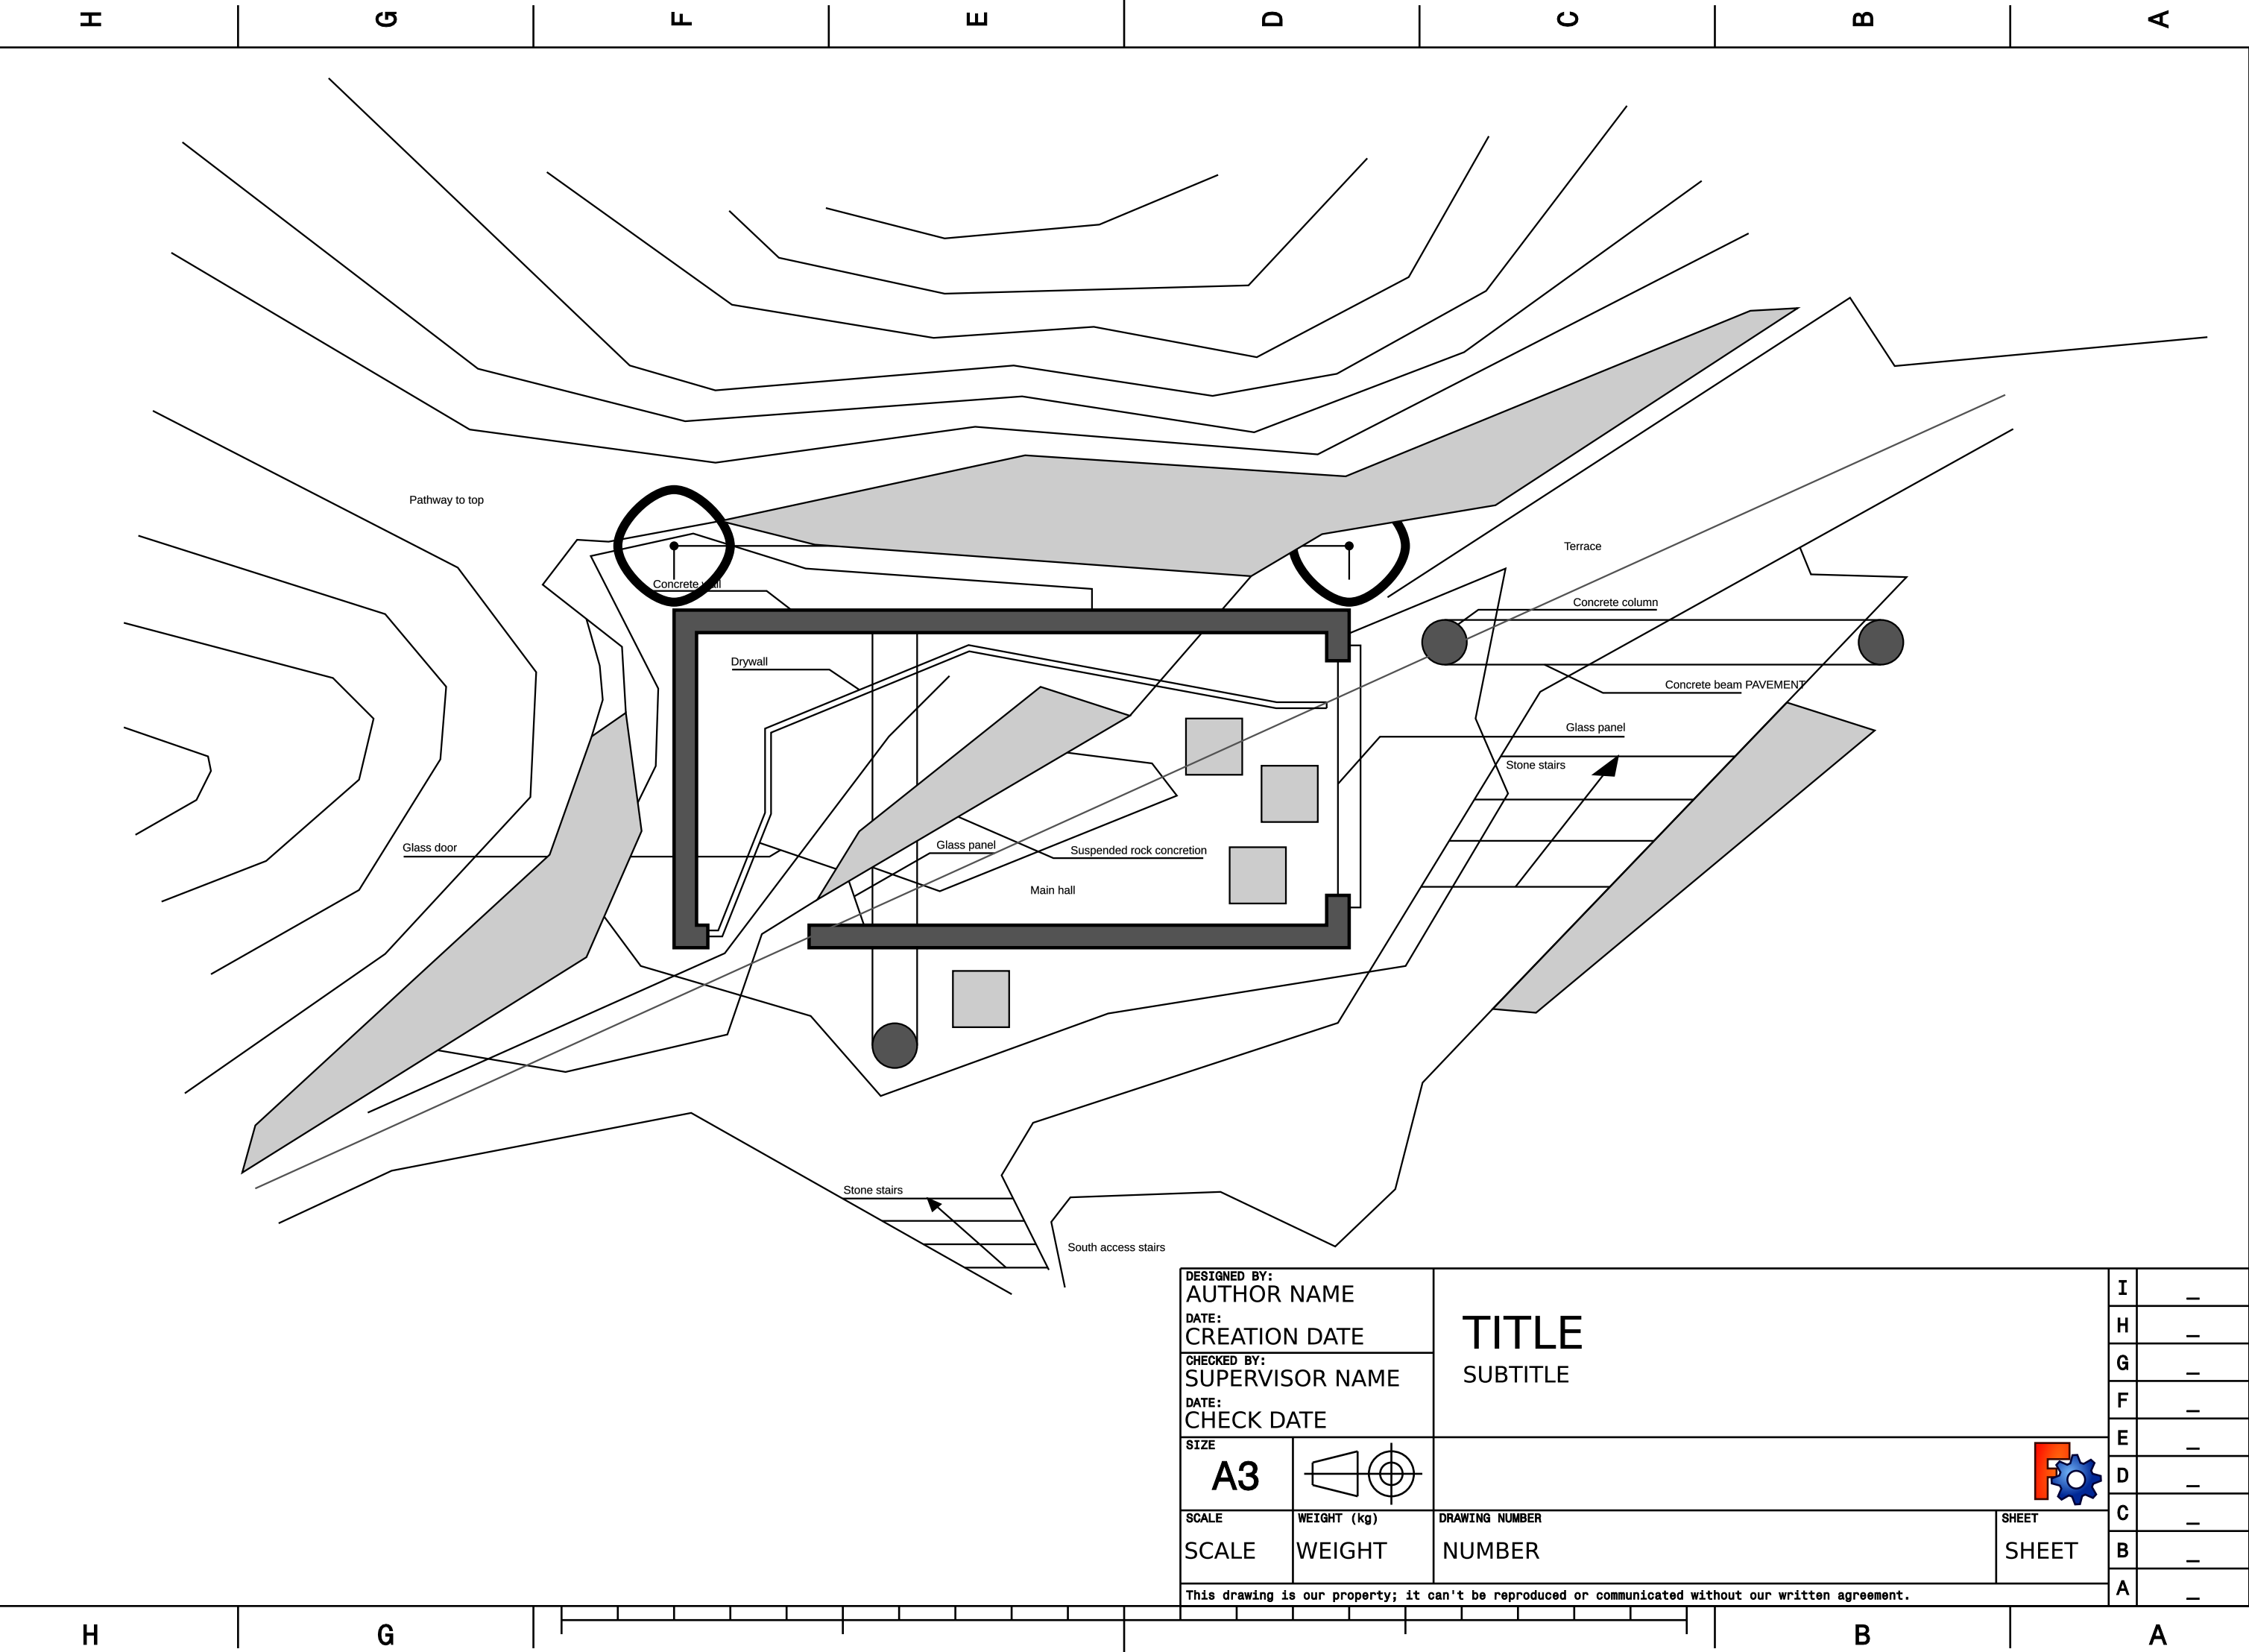 H G F E D C B A
Pathway to top
Terrace
Concrete wall
Concrete column
Drywall
Concrete beam PAVEMENT
Glass panel
Stone stairs
Glass door
Glass panel
Suspended rock concretion
Main hall
Stone stairs
South access stairs
DESIGNED BY:
AUTHOR NAME
DATE:
CREATION DATE
CHECKED BY:
SUPERVISOR NAME
DATE:
CHECK DATE
TITLE
SUBTITLE
SIZE
A3
SCALE
SCALE
WEIGHT (kg)
WEIGHT
DRAWING NUMBER
NUMBER
SHEET
SHEET
This drawing is our property; it can't be reproduced or communicated without our written agreement.
I _
H _
G _
F _
E _
D _
C _
B _
A _
H G B A